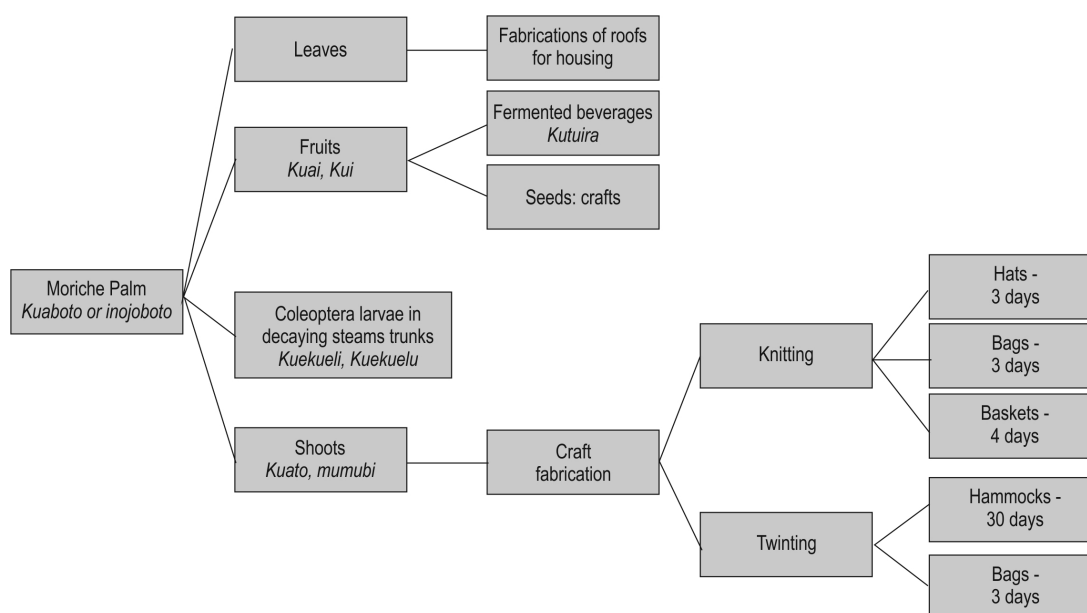 Leaves
Fabrications of roofs
for housing
Fruits
Kuai, Kui
Fermented beverages
Kutuira
Seeds: crafts
Moriche Palm
Kuaboto or inojoboto
Coleoptera larvae in
decaying steams trunks
Kuekueli, Kuekuelu
Shoots
Kuato, mumubi
Craft
fabrication
Knitting
Hats -
3 days
Bags -
3 days
Baskets -
4 days
Twinting
Hammocks -
30 days
Bags -
3 days